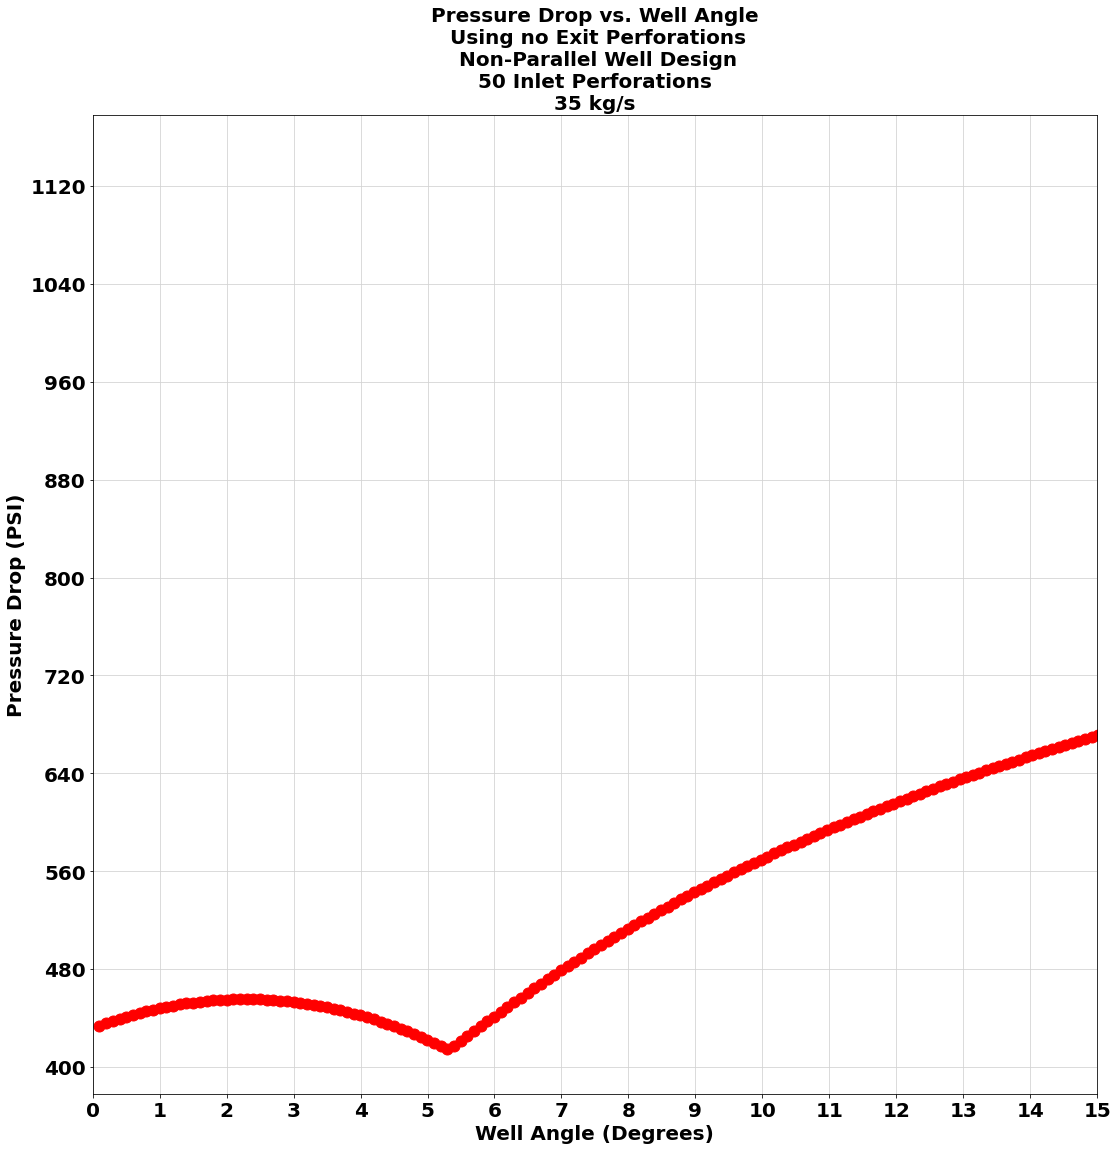 Pressure Drop vs. Well Angle
Using no Exit Perforations
Non-Parallel Well Design
50 Inlet Perforations
35 kg/s
Pressure Drop (PSI)
1120
1040
960
880
800
720
640
560
480
400
0 1 2 3 4 5 6 7 8 9 10 11 12 13 14 15
Well Angle (Degrees)